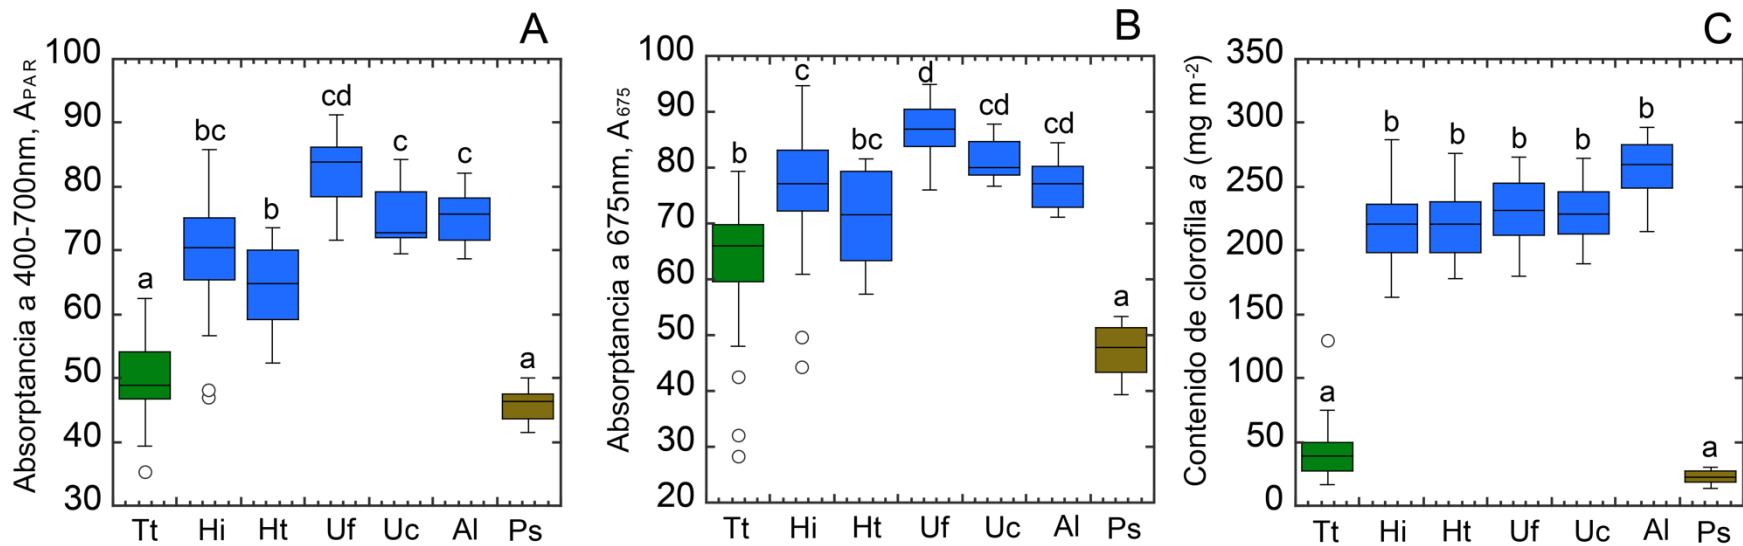 A
Absorptancia a 400-700nm, APAR
100
90
80
70
60
50
40
30
a
bc
b
cd
c
c
a
Tt Hi Ht Uf Uc Al Ps
B
Absorptancia a 675nm, A675
100
90
80
70
60
50
40
30
20
b
c
bc
d
cd
cd
a
Tt Hi Ht Uf Uc Al Ps
C
Contenido de clorofila a (mg m-2)
350
300
250
200
150
100
50
0
a
b
b
b
b
b
a
Tt Hi Ht Uf Uc Al Ps